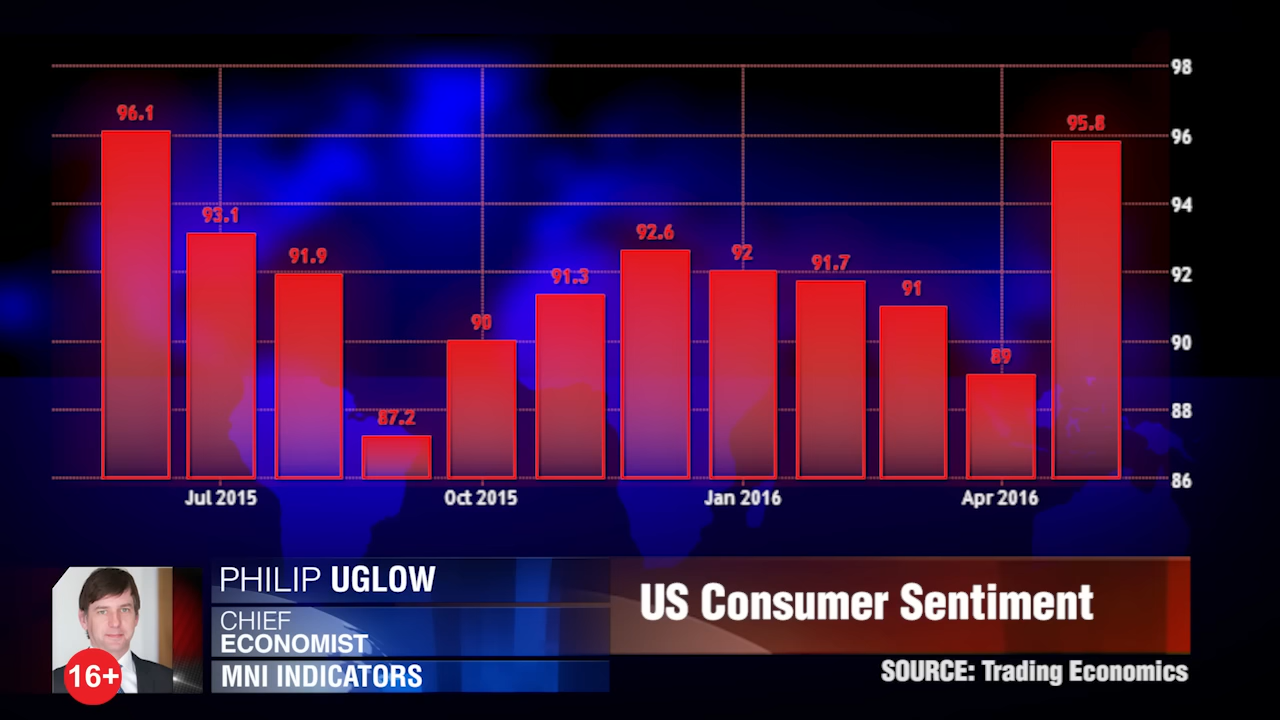 98
96.1
95.8
96
93.1
94
92.6
91.9
92
91.7
91.3
92
91
90
90
89
87.2
88
86
Jul 2015
Oct 2015
Jan 2016
Apr 2016
PHILIP UGLOW
CHIEF
ECONOMIST
MNI INDICATORS
16+
US Consumer Sentiment
SOURCE: Trading Economics